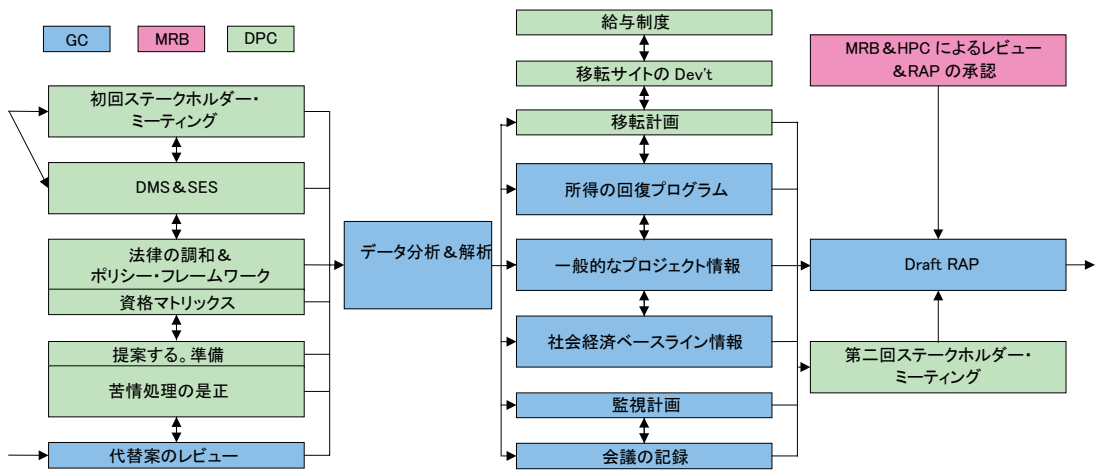 GC
MRB
DPC
初回ステークホルダー・
ミーティング
DMS＆SES
法律の調和＆
ポリシー・フレームワーク
資格マトリックス
提案する。準備
苦情処理の是正
代替案のレビュー
データ分析＆解析
給与制度
移転サイトの Dev't
移転計画
所得の回復プログラム
一般的なプロジェクト情報
社会経済ベースライン情報
監視計画
会議の記録
MRB＆HPC によるレビュー
＆RAP の承認
Draft RAP
第二回ステークホルダー・
ミーティング